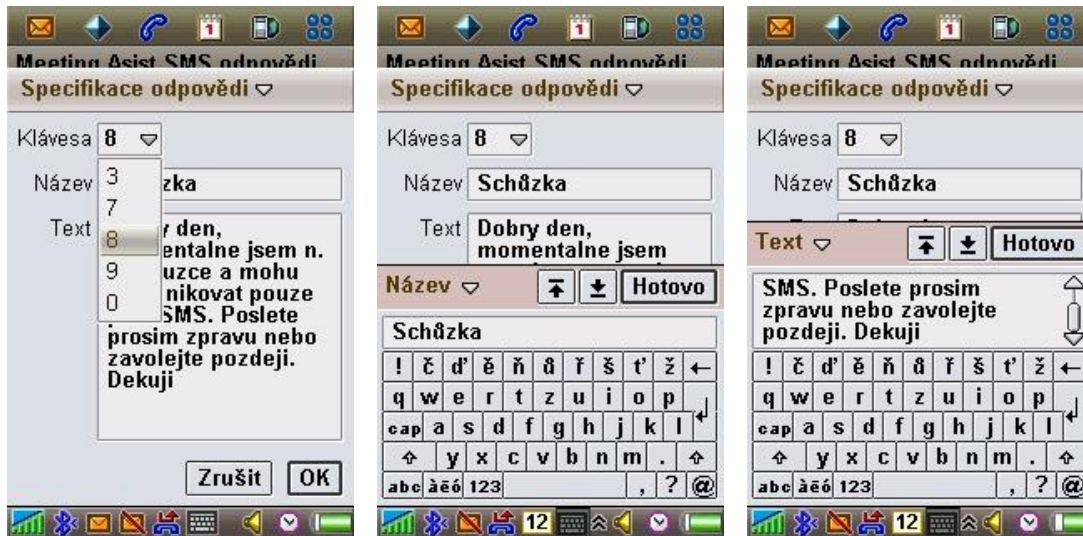 1
Meeting Asist SMS odpovědi
Specifikace odpovědi
Klávesa 8
3
7
8
9
0
Název zka
Text y den,
entalne jsem n.
uzce a mohu
nikovat pouze
SMS. Poslete
prosim zpravu nebo
zavolejte pozdeji.
Dekuji
Zrušit OK
1
Meeting Asist SMS odpovědi
Specifikace odpovědi
Klávesa 8
Název Schůzka
Text Dobry den,
momentalne jsem
Název Hotovo
Schůzka
! č ď ě ň ů ř š ť ž ←
q w e r t z u i o p
cap a s d f g h j k l
y x c v b n m .
abc àëó 123 , ? @
12
1
Meeting Asist SMS odpovědi
Specifikace odpovědi
Klávesa 8
Název Schůzka
Text Hotovo
SMS. Poslete prosim
zpravu nebo zavolejte
pozdeji. Dekuji
! č ď ě ň ů ř š ť ž ←
q w e r t z u i o p
cap a s d f g h j k l
y x c v b n m .
abc àëó 123 , ? @
12